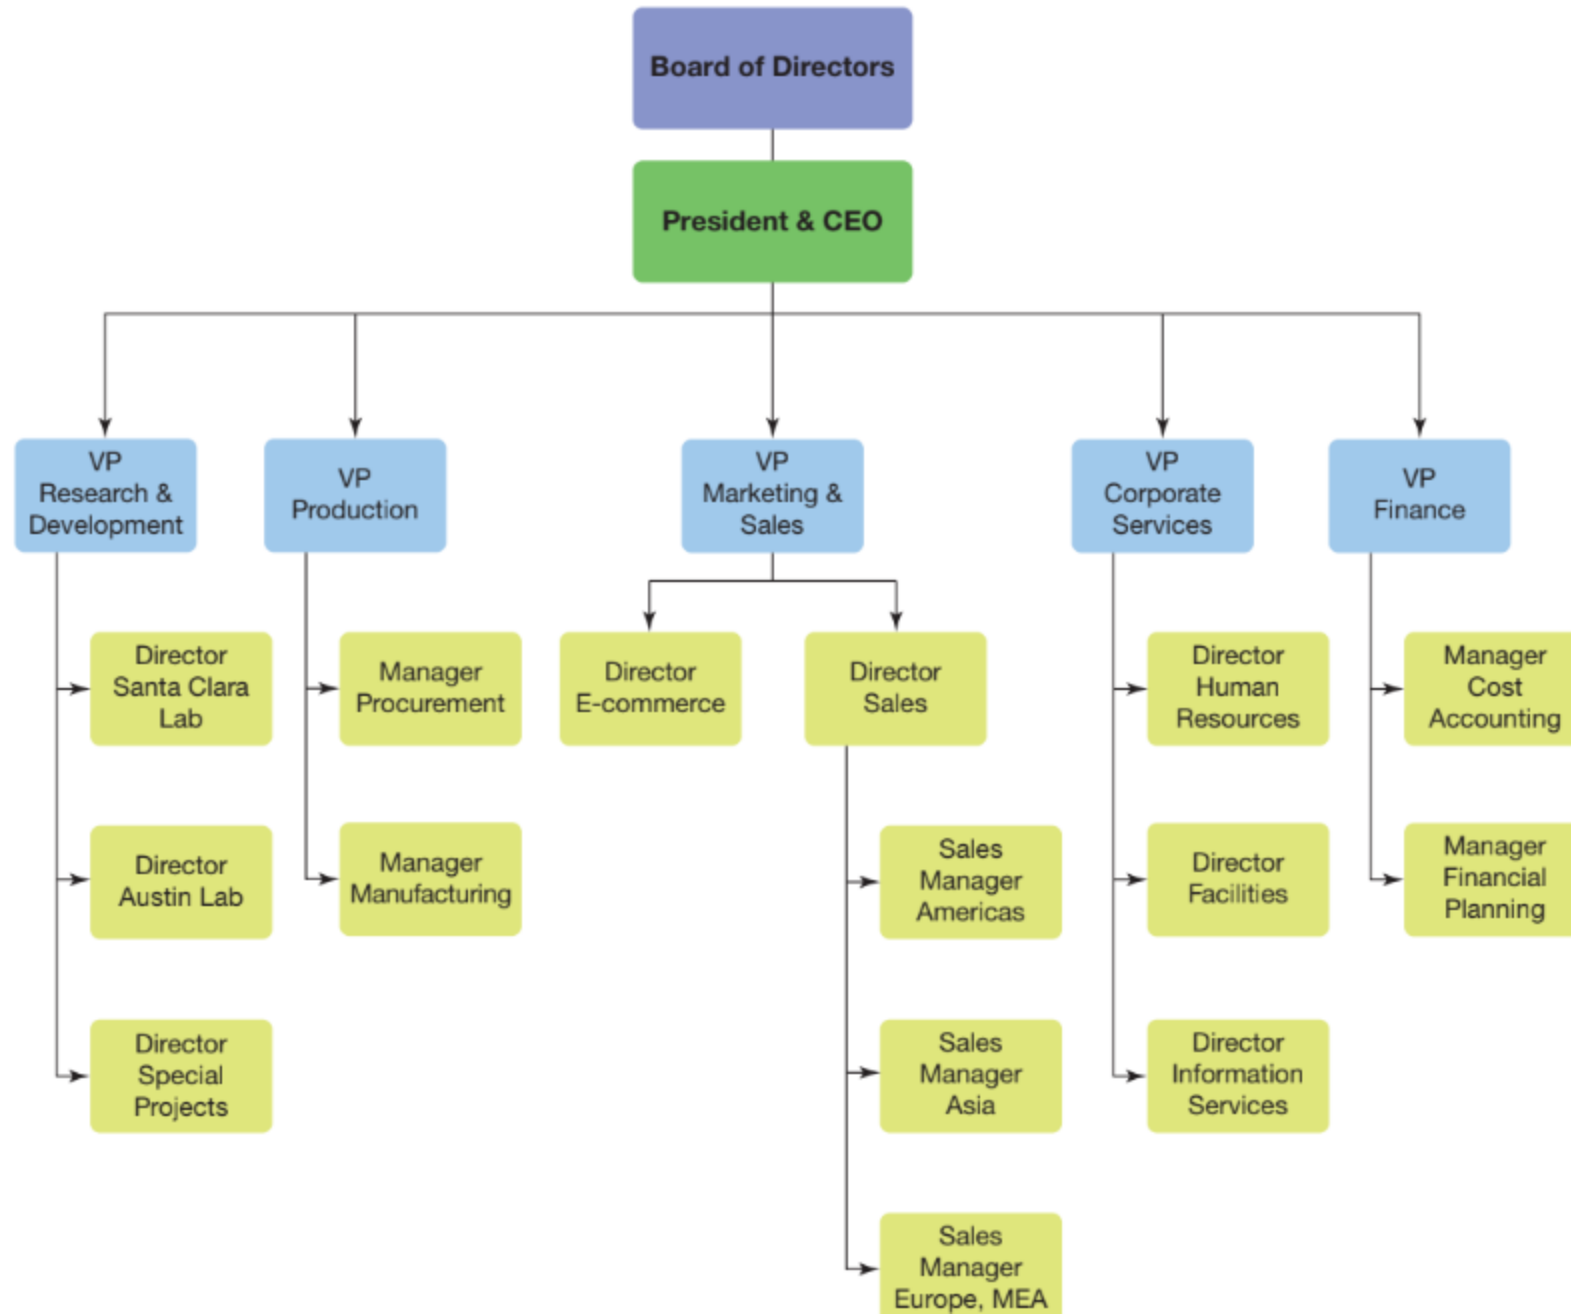 Board of Directors
President & CEO
VP
Research &
Development
VP
Production
VP
Marketing &
Sales
VP
Corporate
Services
VP
Finance
Director
Santa Clara
Lab
Manager
Procurement
Director
E-commerce
Director
Sales
Director
Human
Resources
Manager
Cost
Accounting
Director
Austin Lab
Manager
Manufacturing
Sales
Manager
Americas
Director
Facilities
Manager
Financial
Planning
Director
Special
Projects
Sales
Manager
Asia
Director
Information
Services
Sales
Manager
Europe, MEA